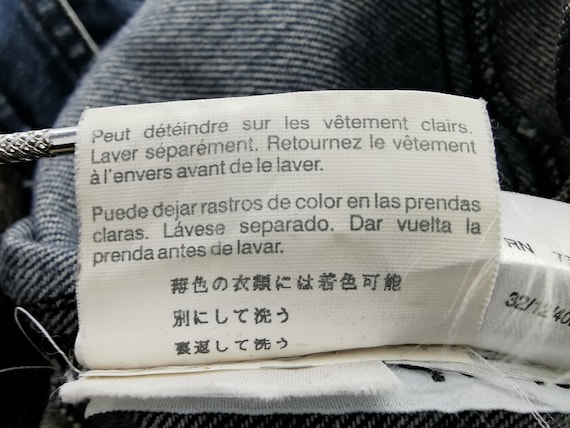 Peut déteindre sur les vêtement clairs.
Laver séparément. Retournez le vêtement
à l'envers avant de le laver.
Puede dejar rastros de color en las prendas
claras. Lávese separado. Dar vuelta la
prenda antes de lavar.
薄色の衣類には着色可能
別にして洗う
裏返して洗う
RN